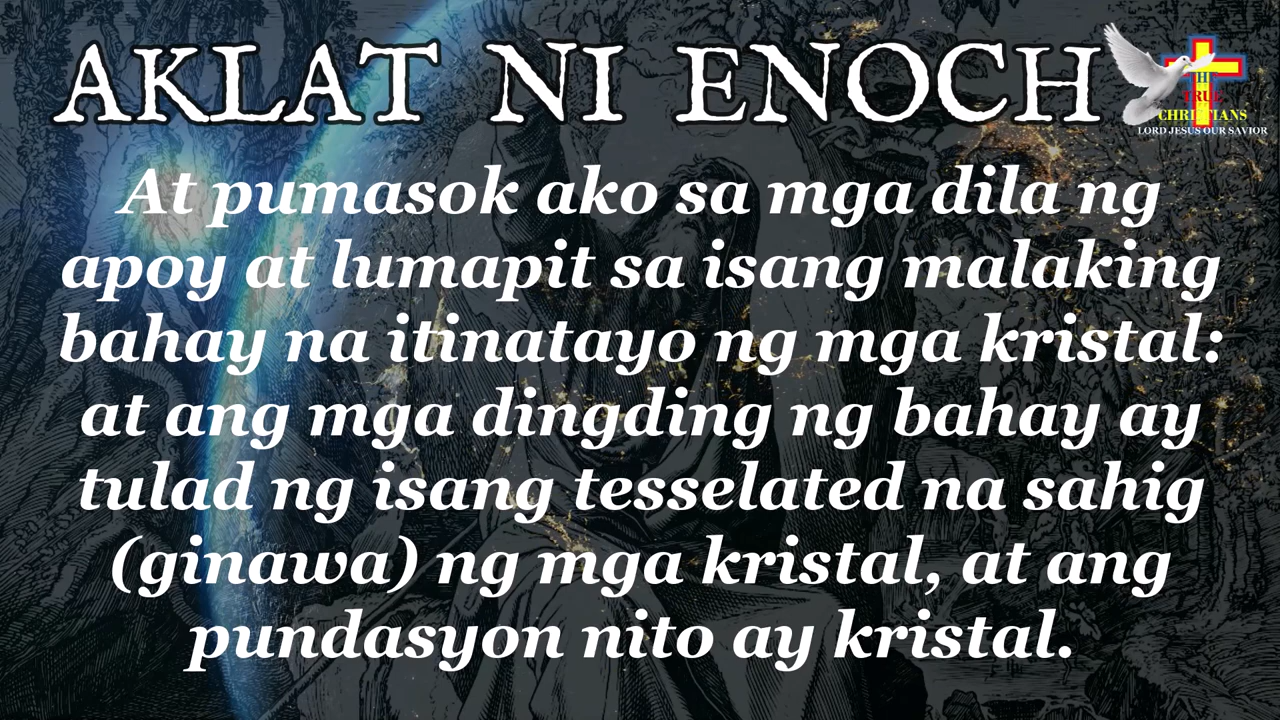 AKLAT NI ENOCH
TRUE
CHRISTIANS
LORD JESUS OUR SAVIOR
At pumasok ako sa mga dila ng
apoy at lumapit sa isang malaking
bahay na itinatayo ng mga kristal:
at ang mga dingding ng bahay ay
tulad ng isang tesselated na sahig
(ginawa) ng mga kristal, at ang
pundasyon nito ay kristal.